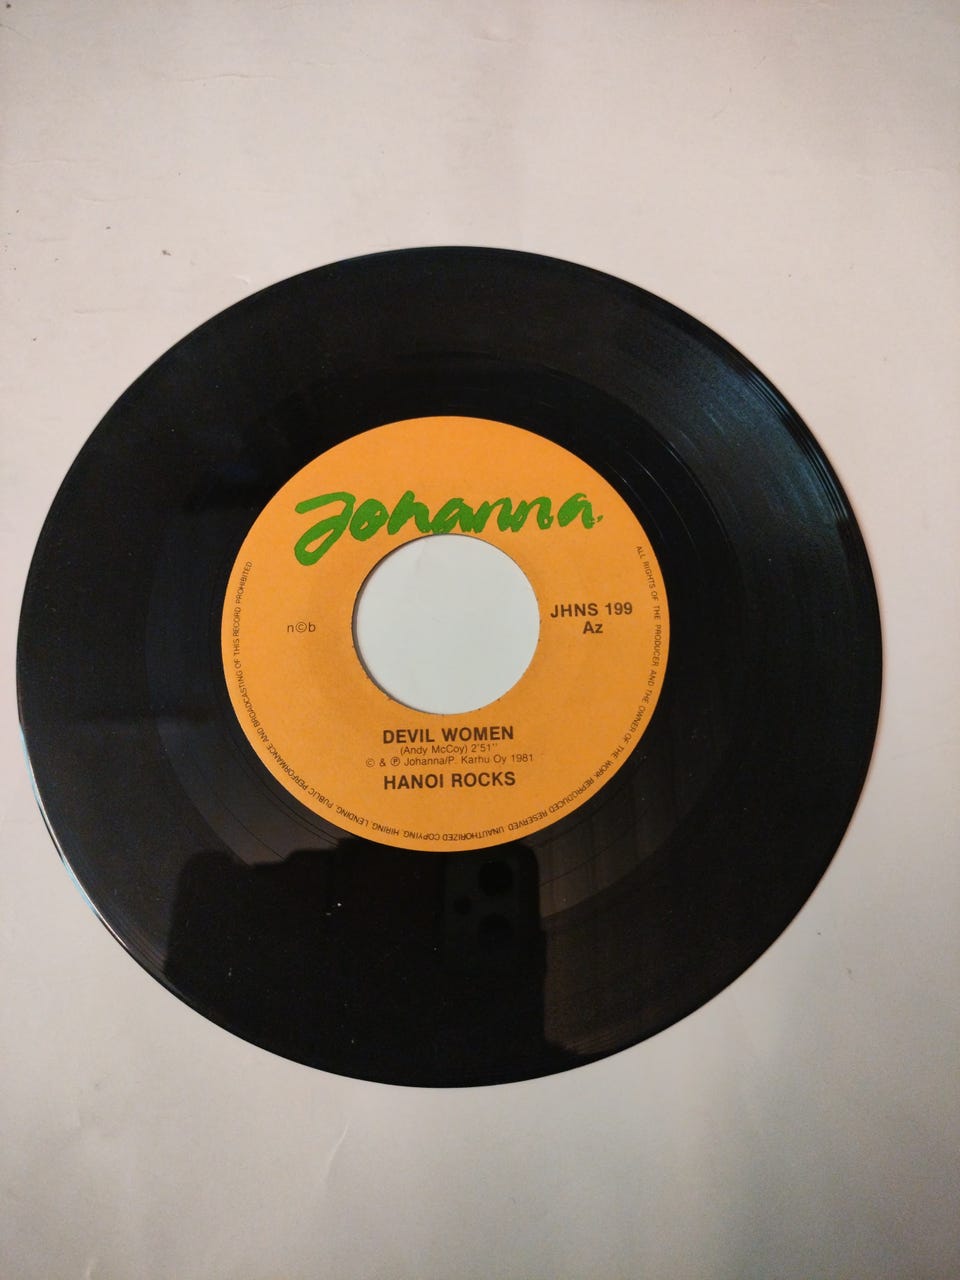 Johanna
n©b
JHNS 199
Az
DEVIL WOMEN
(Andy McCoy) 2'51''
© & ℗ Johanna/P. Karhu Oy 1981
HANOI ROCKS
ALL RIGHTS OF THE PRODUCER AND THE OWNER OF THE WORK REPRODUCED RESERVED. UNAUTHORIZED COPYING, HIRING, LENDING, PUBLIC PERFORMANCE AND BROADCASTING OF THIS RECORD PROHIBITED